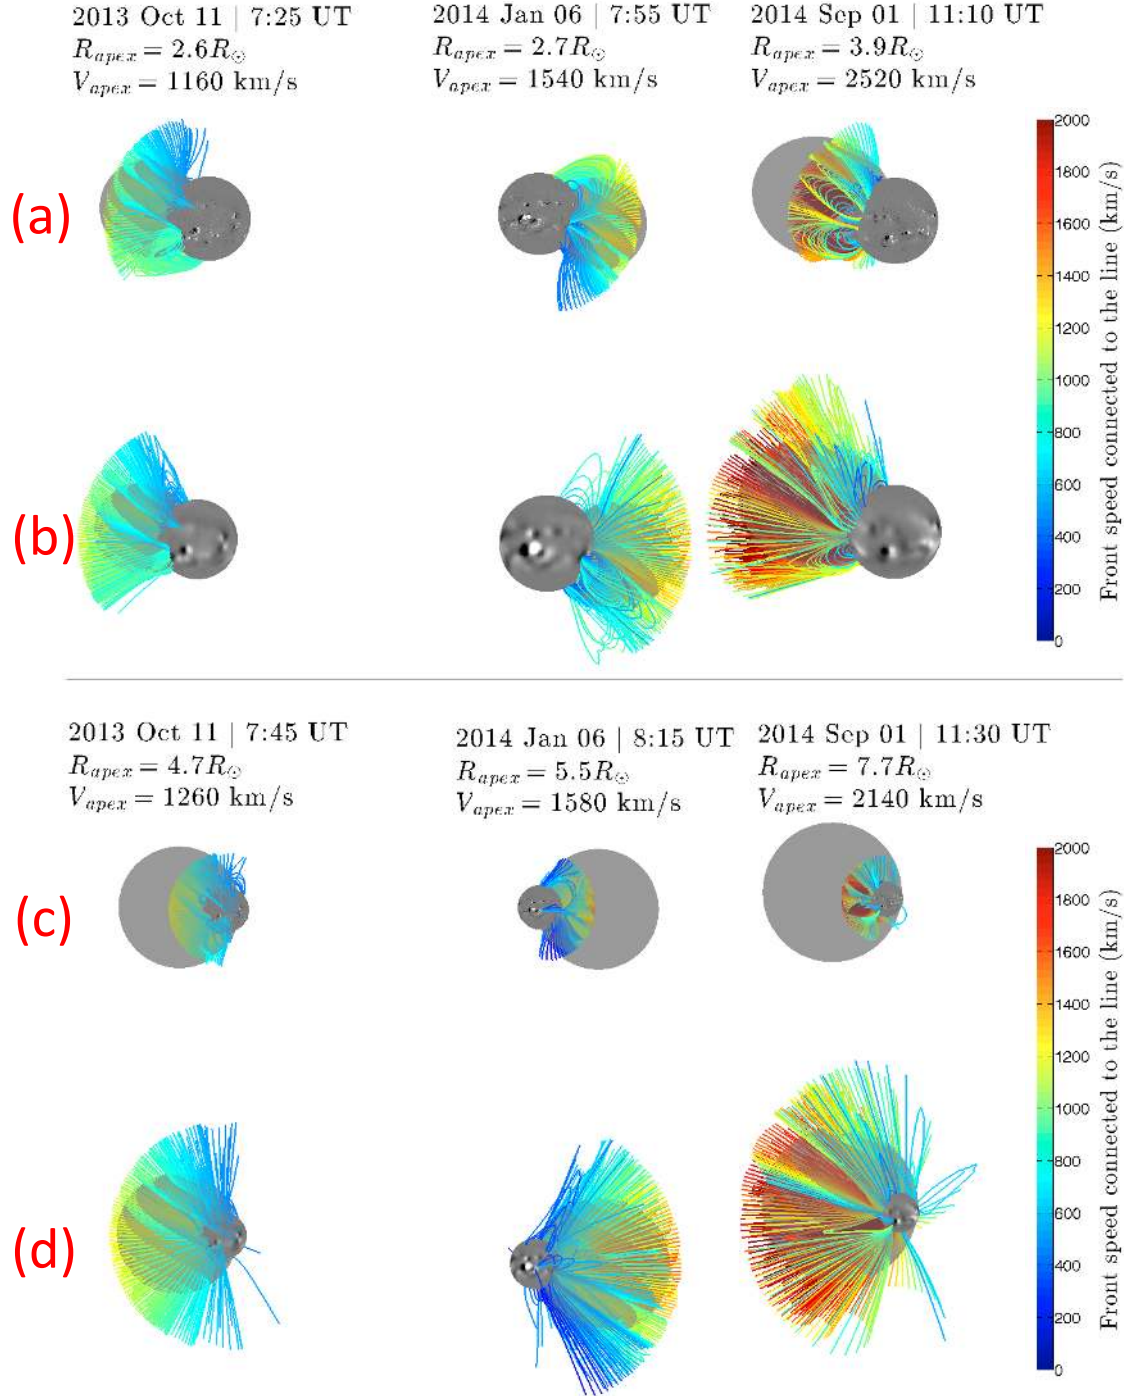 2013 Oct 11 | 7:25 UT
R_apex = 2.6R_⊙
V_apex = 1160 km/s
2014 Jan 06 | 7:55 UT
R_apex = 2.7R_⊙
V_apex = 1540 km/s
2014 Sep 01 | 11:10 UT
R_apex = 3.9R_⊙
V_apex = 2520 km/s
(a)
(b)
2000
1800
1600
1400
1200
1000
800
600
400
200
0
Front speed connected to the line (km/s)
2013 Oct 11 | 7:45 UT
R_apex = 4.7R_⊙
V_apex = 1260 km/s
2014 Jan 06 | 8:15 UT
R_apex = 5.5R_⊙
V_apex = 1580 km/s
2014 Sep 01 | 11:30 UT
R_apex = 7.7R_⊙
V_apex = 2140 km/s
(c)
(d)
2000
1800
1600
1400
1200
1000
800
600
400
200
0
Front speed connected to the line (km/s)